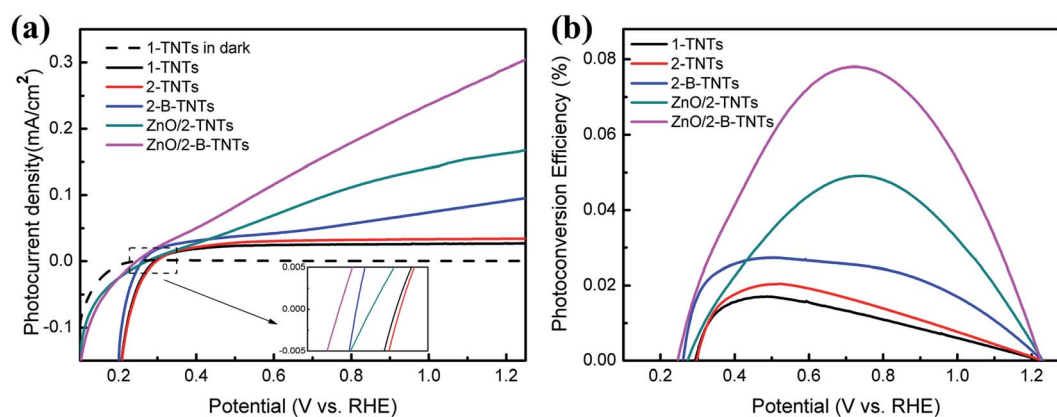 (a)
1-TNTs in dark
1-TNTs
2-TNTs
2-B-TNTs
ZnO/2-TNTs
ZnO/2-B-TNTs
Photocurrent density(mA/cm²)
0.3
0.2
0.1
0.0
-0.1
0.005
0.000
-0.005
0.2 0.4 0.6 0.8 1.0 1.2
Potential (V vs. RHE)
(b)
1-TNTs
2-TNTs
2-B-TNTs
ZnO/2-TNTs
ZnO/2-B-TNTs
Photoconversion Efficiency (%)
0.08
0.06
0.04
0.02
0.00
0.2 0.4 0.6 0.8 1.0 1.2
Potential (V vs. RHE)